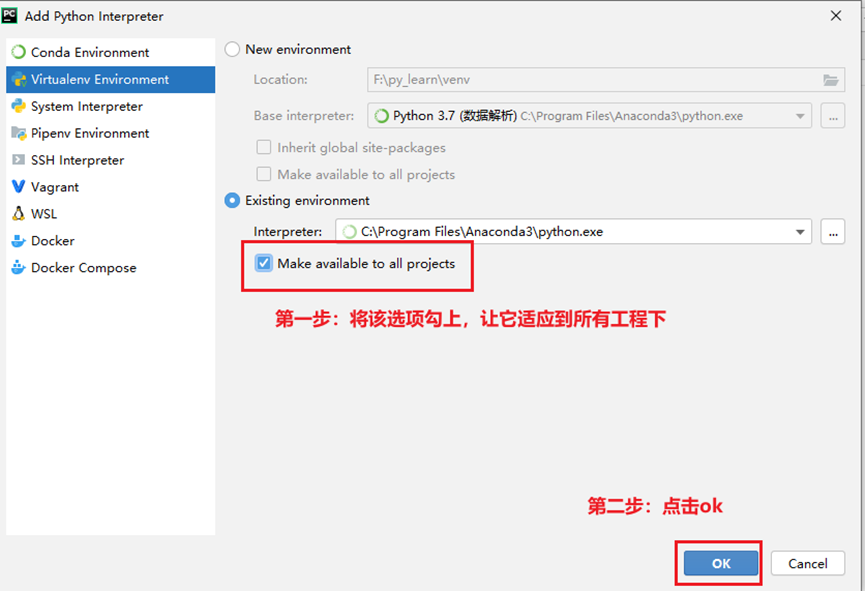 PC Add Python Interpreter
Conda Environment
Virtualenv Environment
System Interpreter
Pipenv Environment
SSH Interpreter
Vagrant
WSL
Docker
Docker Compose
New environment
Location: F:\py_learn\venv
Base interpreter: Python 3.7 (数据解析) C:\Program Files\Anaconda3\python.exe ...
Inherit global site-packages
Make available to all projects
Existing environment
Interpreter: C:\Program Files\Anaconda3\python.exe ...
Make available to all projects
第一步：将该选项勾上，让它适应到所有工程下
第二步：点击ok
OK Cancel